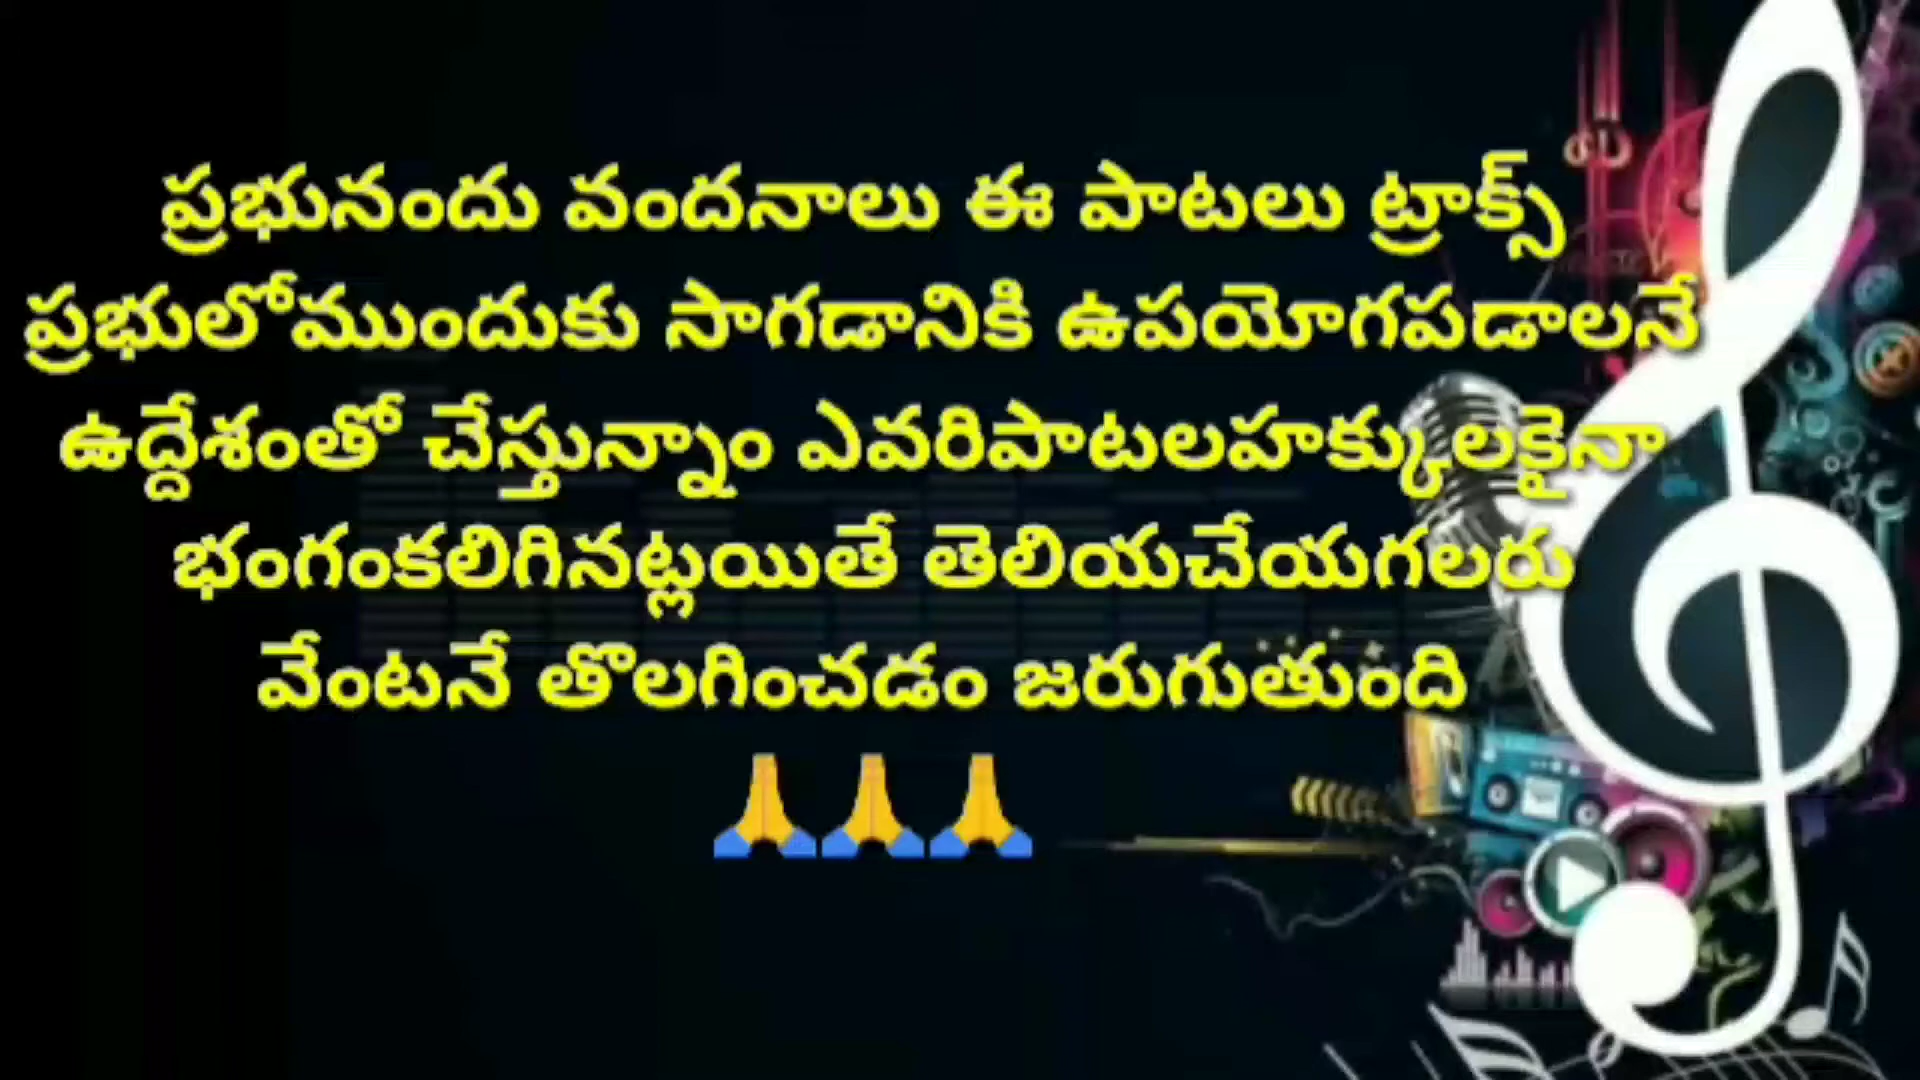 ప్రభునందు వందనాలు ఈ పాటలు ట్రాక్స్
ప్రభులోముందుకు సాగడానికి ఉపయోగపడాలనే
ఉద్దేశంతో చేస్తున్నాం ఎవరిపాటలహక్కులకైనా
భంగంకలిగినట్లయితే తెలియచేయగలరు
వేంటనే తొలగించడం జరుగుతుంది
🙏🙏🙏